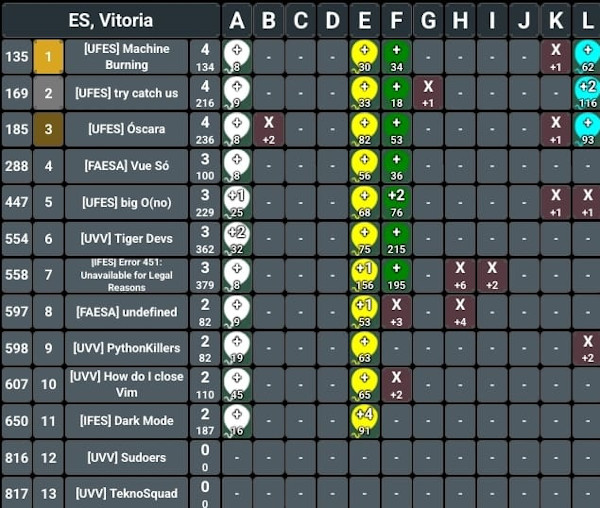 ES, Vitoria A B C D E F G H I J K L
135 1 [UFES] Machine Burning 4 134 + 8 - - - + 30 + 34 - - - - X +1 + 62
169 2 [UFES] try catch us 4 216 + 9 - - - + 33 + 18 X +1 - - - - +2 116
185 3 [UFES] Óscara 4 236 + 8 X +2 - - + 82 + 53 - - - - X +1 + 93
288 4 [FAESA] Vue Só 3 100 + 8 - - - + 56 + 36 - - - - - -
447 5 [UFES] big O(no) 3 229 +1 25 - - - + 68 +2 76 - - - - X +1 X +1
554 6 [UVV] Tiger Devs 3 362 +2 32 - - - + 75 + 215 - - - - - -
558 7 [IFES] Error 451: Unavailable for Legal Reasons 3 379 + 8 - - - +1 156 + 195 - X +6 X +2 - - -
597 8 [FAESA] undefined 2 82 + 9 - - - +1 53 X +3 - X +4 - - - -
598 9 [UVV] PythonKillers 2 82 + 19 - - - + 63 - - - - - - X +2
607 10 [UVV] How do I close Vim 2 110 + 45 - - - + 65 X +2 - - - - - -
650 11 [IFES] Dark Mode 2 187 + 16 - - - +4 91 - - - - - - -
816 12 [UVV] Sudoers 0 0 - - - - - - - - - - - -
817 13 [UVV] TeknoSquad 0 0 - - - - - - - - - - - -